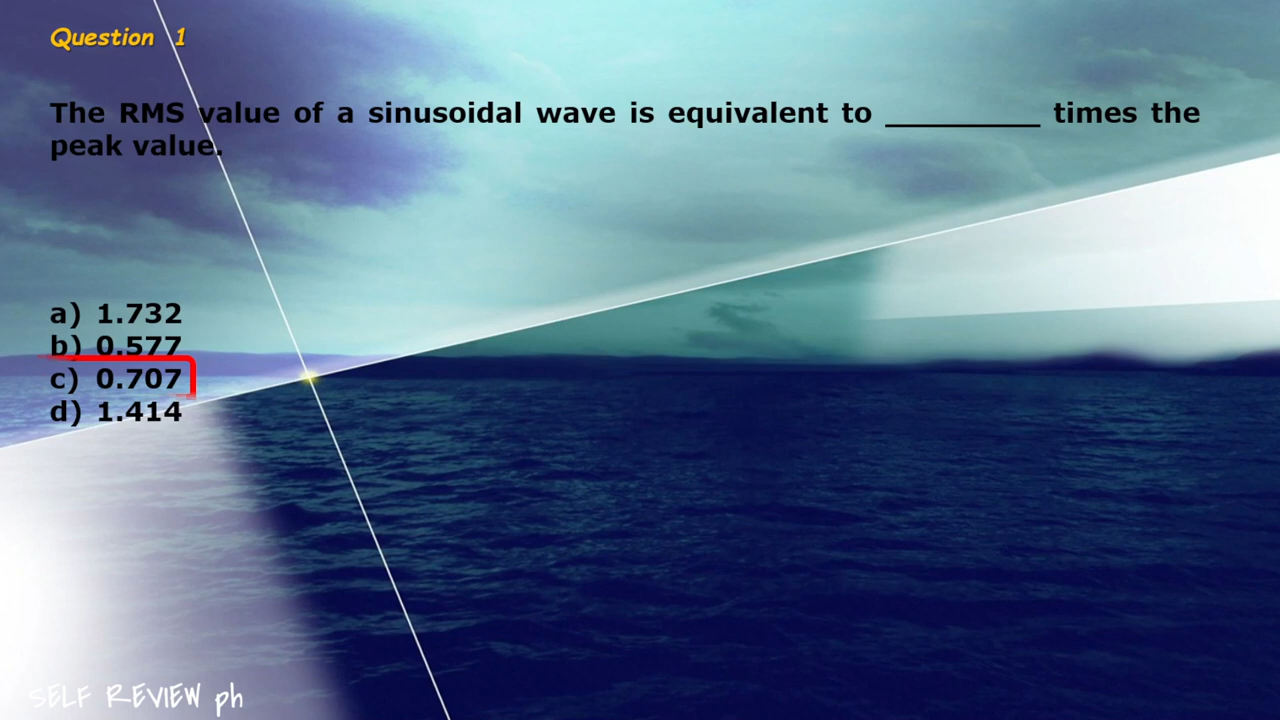 Question 1
The RMS value of a sinusoidal wave is equivalent to __________ times the
peak value.
a) 1.732
b) 0.577
c) 0.707
d) 1.414
SELF REVIEW ph